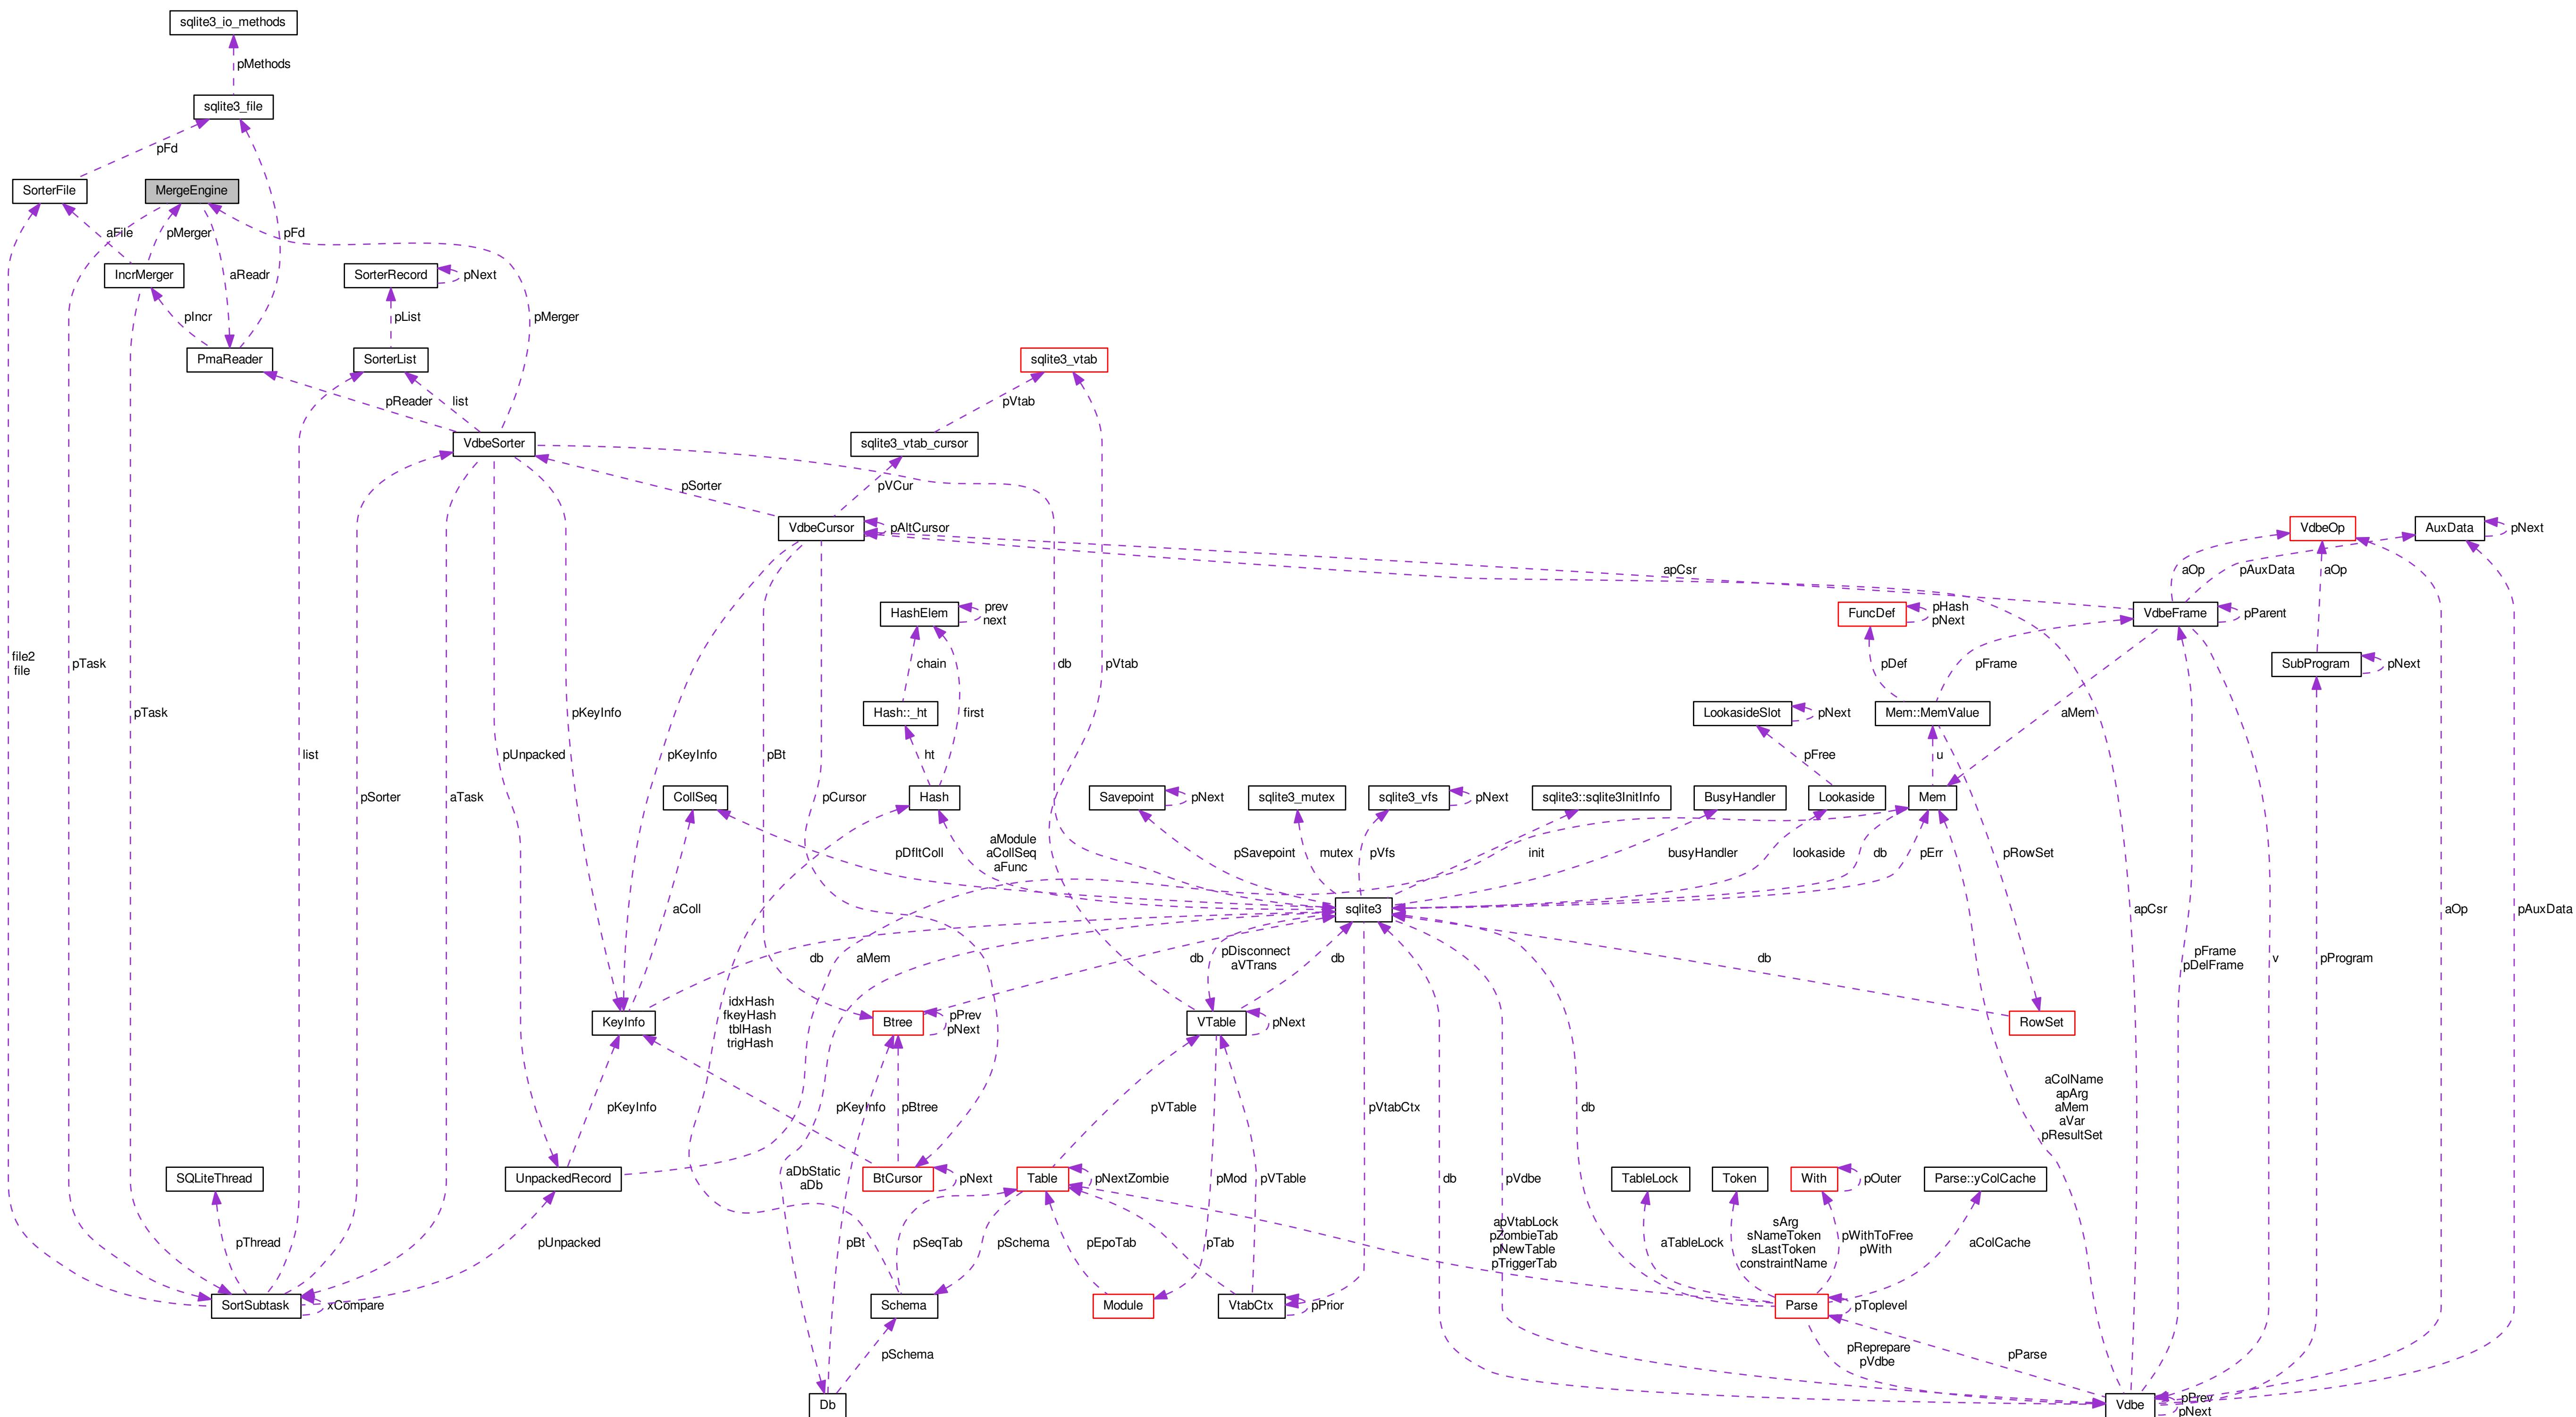 sqlite3_io_methods
pMethods
sqlite3_file
pFd
SorterFile
MergeEngine
aFile
pMerger
pFd
IncrMerger
aReadr
SorterRecord
pNext
pIncr
pList
pMerger
PmaReader
SorterList
sqlite3_vtab
pReader
list
pVtab
VdbeSorter
sqlite3_vtab_cursor
pSorter
pVCur
VdbeCursor
pAltCursor
VdbeOp
AuxData
pNext
apCsr
aOp
pAuxData
aOp
HashElem
prev
next
FuncDef
pHash
pNext
VdbeFrame
pParent
file2
file
pTask
chain
db
pVtab
pDef
pFrame
SubProgram
pNext
pTask
pKeyInfo
Hash::_ht
first
LookasideSlot
pNext
Mem::MemValue
aMem
list
pUnpacked
pKeyInfo
pBt
ht
pFree
u
pSorter
aTask
CollSeq
pCursor
Hash
Savepoint
pNext
sqlite3_mutex
sqlite3_vfs
pNext
sqlite3::sqlite3InitInfo
BusyHandler
Lookaside
Mem
pDfltColl
aModule
aCollSeq
aFunc
pSavepoint
mutex
pVfs
init
busyHandler
lookaside
db
pErr
pRowSet
aColl
sqlite3
apCsr
aOp
pAuxData
db
aMem
db
pDisconnect
aVTrans
db
db
pFrame
pDelFrame
v
pProgram
idxHash
fkeyHash
tblHash
trigHash
KeyInfo
Btree
pPrev
pNext
VTable
pNext
RowSet
pKeyInfo
pKeyInfo
pBtree
pVTable
pVtabCtx
db
aColName
apArg
aMem
aVar
pResultSet
SQLiteThread
UnpackedRecord
aDbStatic
aDb
BtCursor
pNext
Table
pNextZombie
pMod
pVTable
db
pVdbe
TableLock
Token
With
pOuter
Parse::yColCache
pThread
pUnpacked
pBt
pSeqTab
pSchema
pEpoTab
pTab
apVtabLock
pZombieTab
pNewTable
pTriggerTab
aTableLock
sArg
sNameToken
sLastToken
constraintName
pWithToFree
pWith
aColCache
SortSubtask
xCompare
Schema
Module
VtabCtx
pPrior
Parse
pToplevel
pSchema
pReprepare
pVdbe
pParse
Db
Vdbe
pPrev
pNext